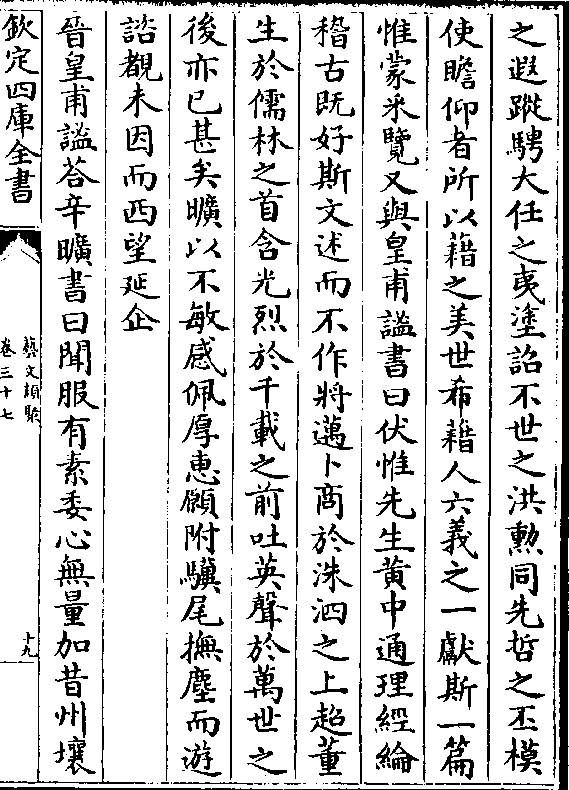 之遐蹤騁大任之夷塗詔不世之洪勲同先哲之丕模
使瞻仰者所以藉之美世希藉人六義之一獻斯一篇
惟蒙采覽又與皇甫謐書曰伏惟先生黄中通理經綸
稽古既好斯文述而不作將邁卜商於洙泗之上超董
生於儒林之首含光烈於千載之前吐英聲於萬世之
後亦已甚矣曠以不敏感佩厚惠願附驥尾撫塵而遊
諮覩未因而西望延企
晉皇甫謐荅辛曠書曰聞服有素委心無量加昔州壤
欽定四庫全書
藝文類聚
卷三十七
十九